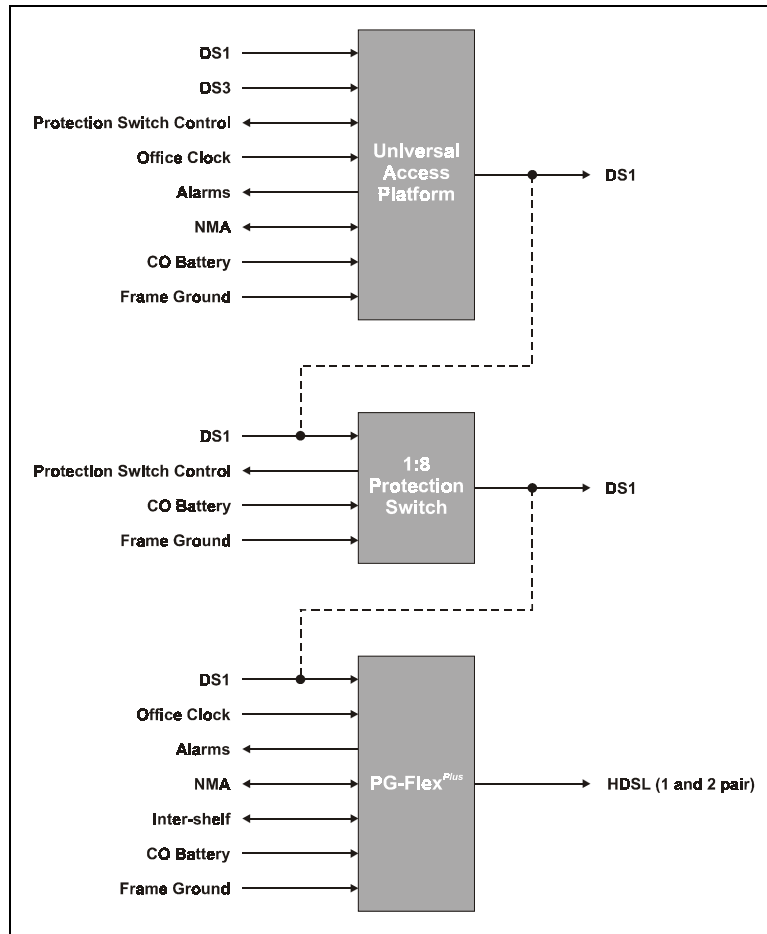 DS1
DS3
Protection Switch Control
Office Clock
Alarms
NMA
CO Battery
Frame Ground
Universal
Access
Platform
DS1
DS1
Protection Switch Control
CO Battery
Frame Ground
1:8
Protection
Switch
DS1
DS1
Office Clock
Alarms
NMA
Inter-shelf
CO Battery
Frame Ground
PG-Flex Plus
HDSL (1 and 2 pair)